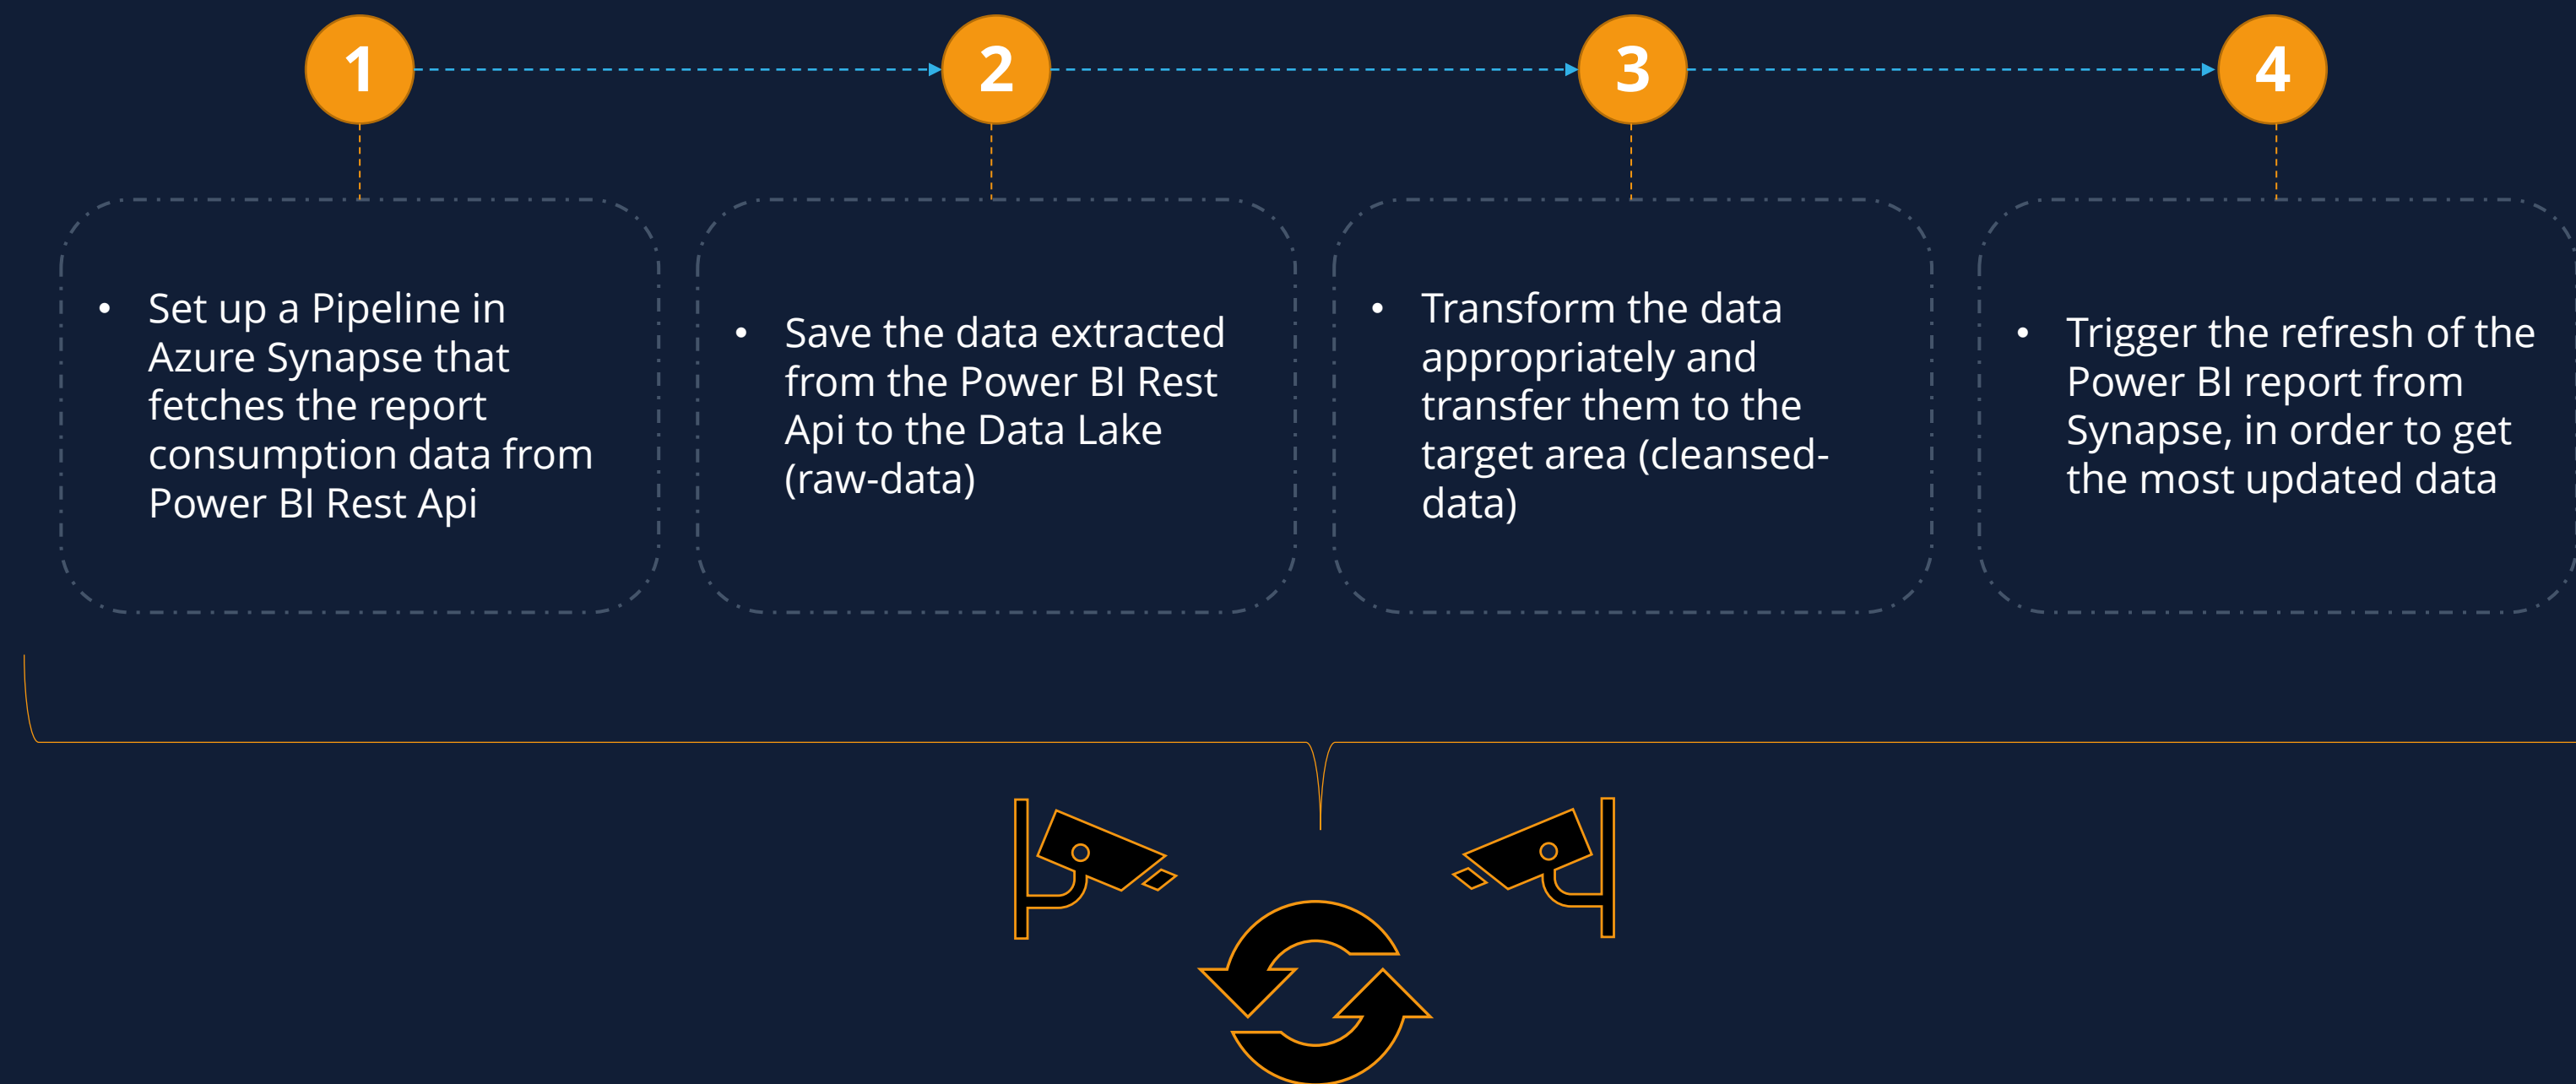 1
2
3
4
• Set up a Pipeline in
Azure Synapse that
fetches the report
consumption data from
Power BI Rest Api
• Save the data extracted
from the Power BI Rest
Api to the Data Lake
(raw-data)
• Transform the data
appropriately and
transfer them to the
target area (cleansed-
data)
• Trigger the refresh of the
Power BI report from
Synapse, in order to get
the most updated data